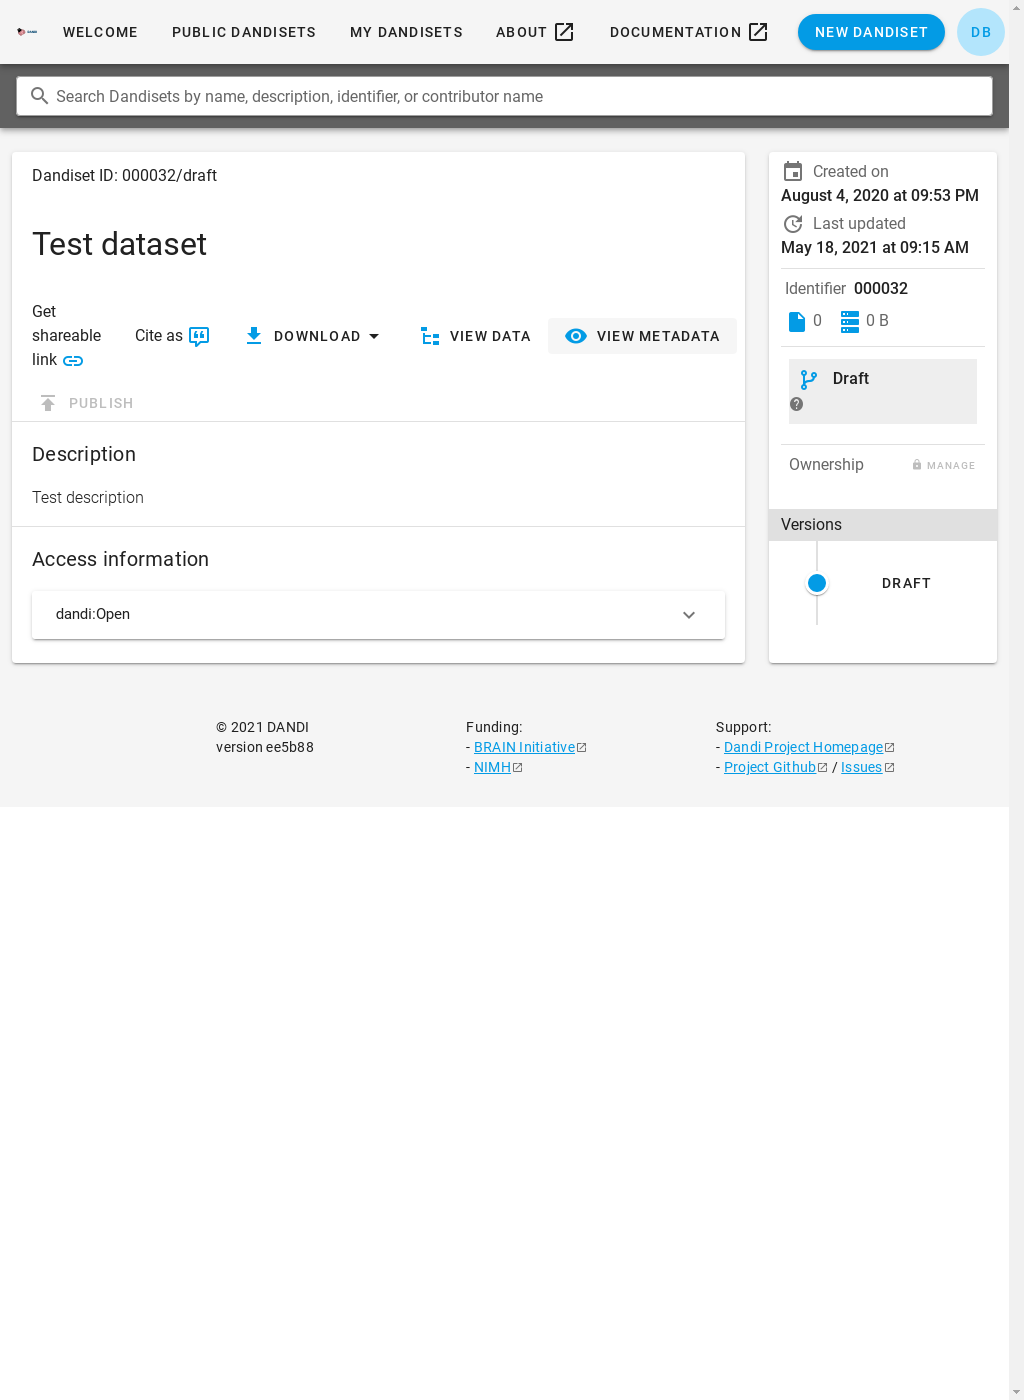 WELCOME PUBLIC DANDISETS MY DANDISETS ABOUT DOCUMENTATION NEW DANDISET DB
Search Dandisets by name, description, identifier, or contributor name
Dandiset ID: 000032/draft
Test dataset
Get
shareable
link
Cite as
DOWNLOAD
VIEW DATA
VIEW METADATA
PUBLISH
Description
Test description
Access information
dandi:Open
Created on
August 4, 2020 at 09:53 PM
Last updated
May 18, 2021 at 09:15 AM
Identifier 000032
0 0 B
Draft
Ownership MANAGE
Versions
DRAFT
© 2021 DANDI
version ee5b88
Funding:
- BRAIN Initiative
- NIMH
Support:
- Dandi Project Homepage
- Project Github / Issues